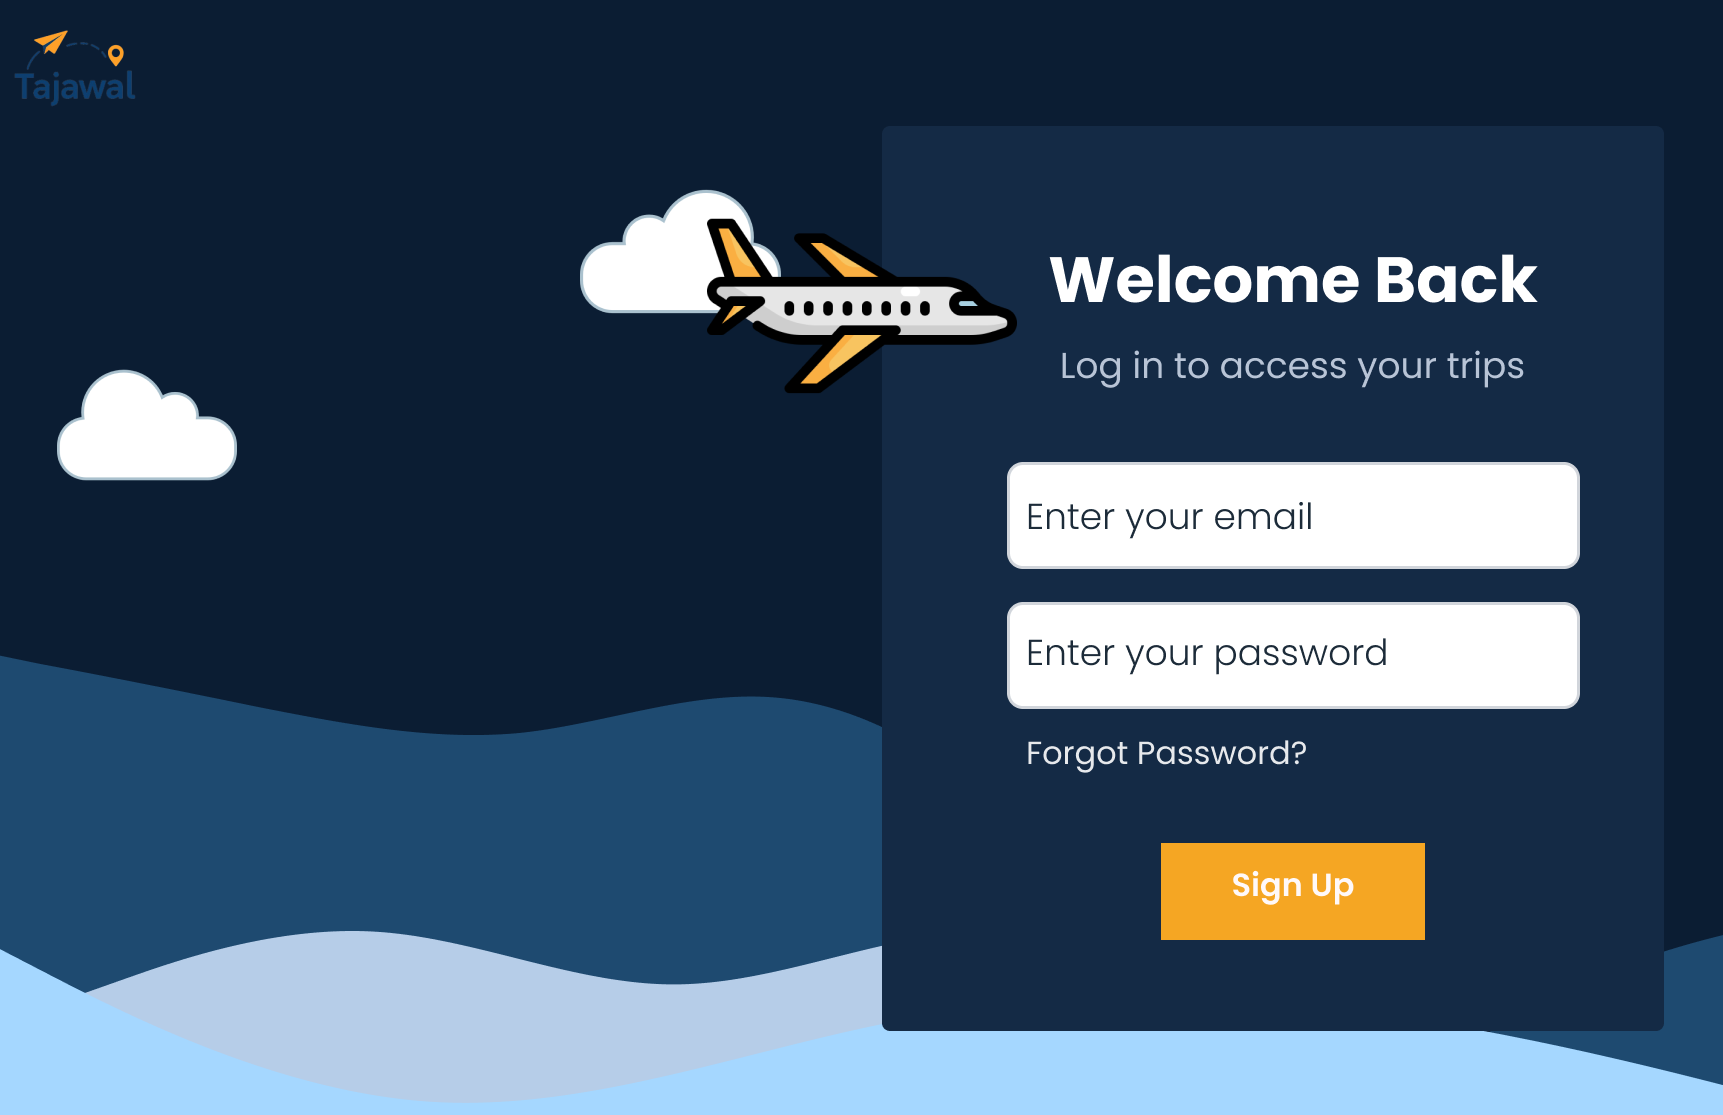 Tajawal
Welcome Back
Log in to access your trips
Enter your email
Enter your password
Forgot Password?
Sign Up